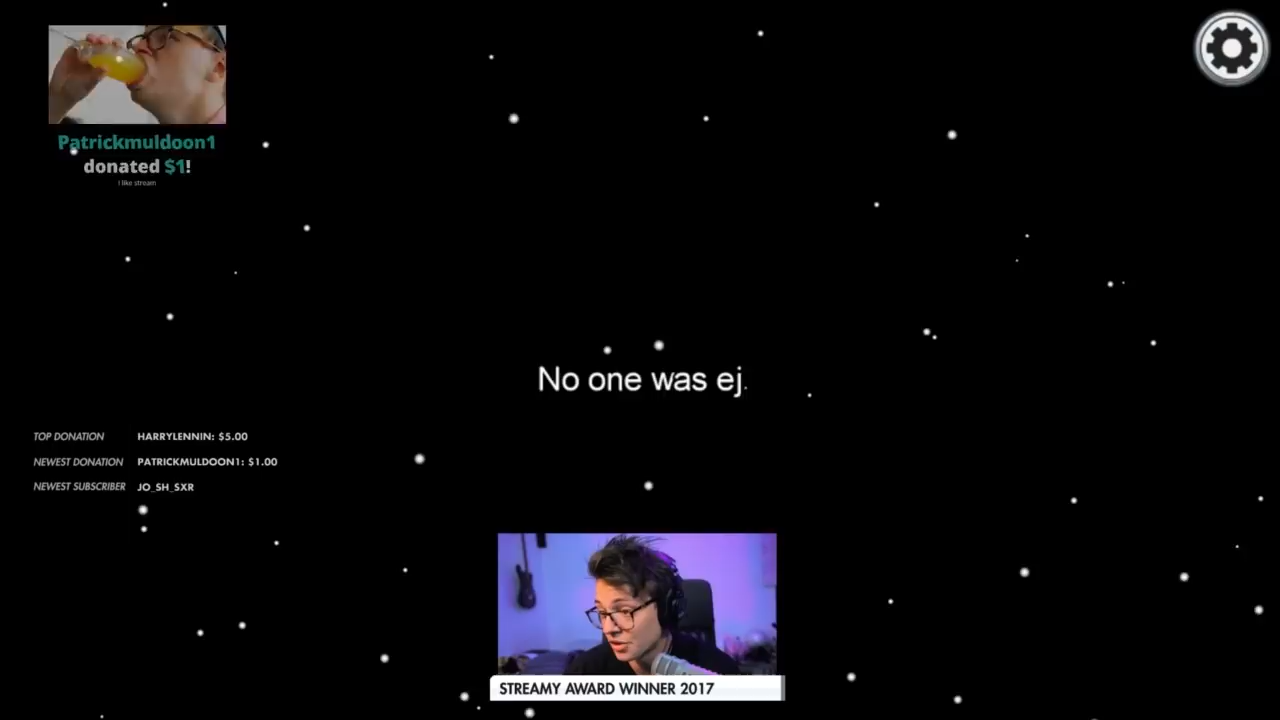 Patrickmuldoon1
donated $1!
I like stream
No one was ej
TOP DONATION HARRYLENNIN: $5.00
NEWEST DONATION PATRICKMULDOON1: $1.00
NEWEST SUBSCRIBER JO_SH_SXR
STREAMY AWARD WINNER 2017